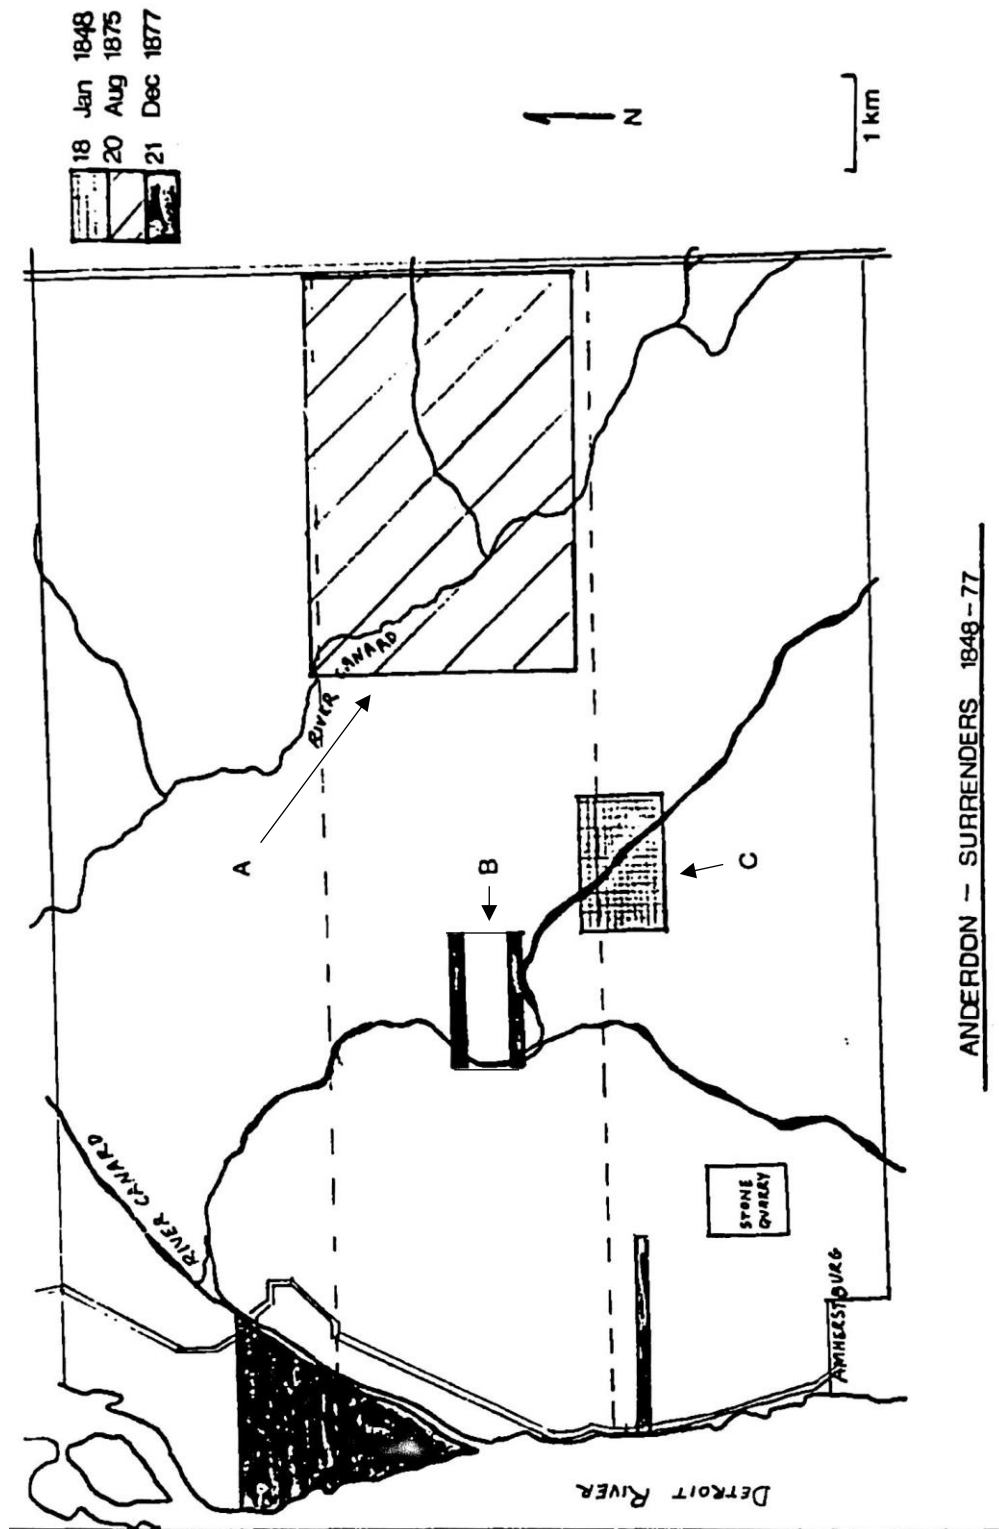 18 Jan 1848
20 Aug 1875
21 Dec 1877
N
1 km
RIVER CANARD
A
B
C
RIVER CANARD
STONE
QUARRY
AMHERSTBURG
DETROIT RIVER
ANDERDON - SURRENDERS 1848-77